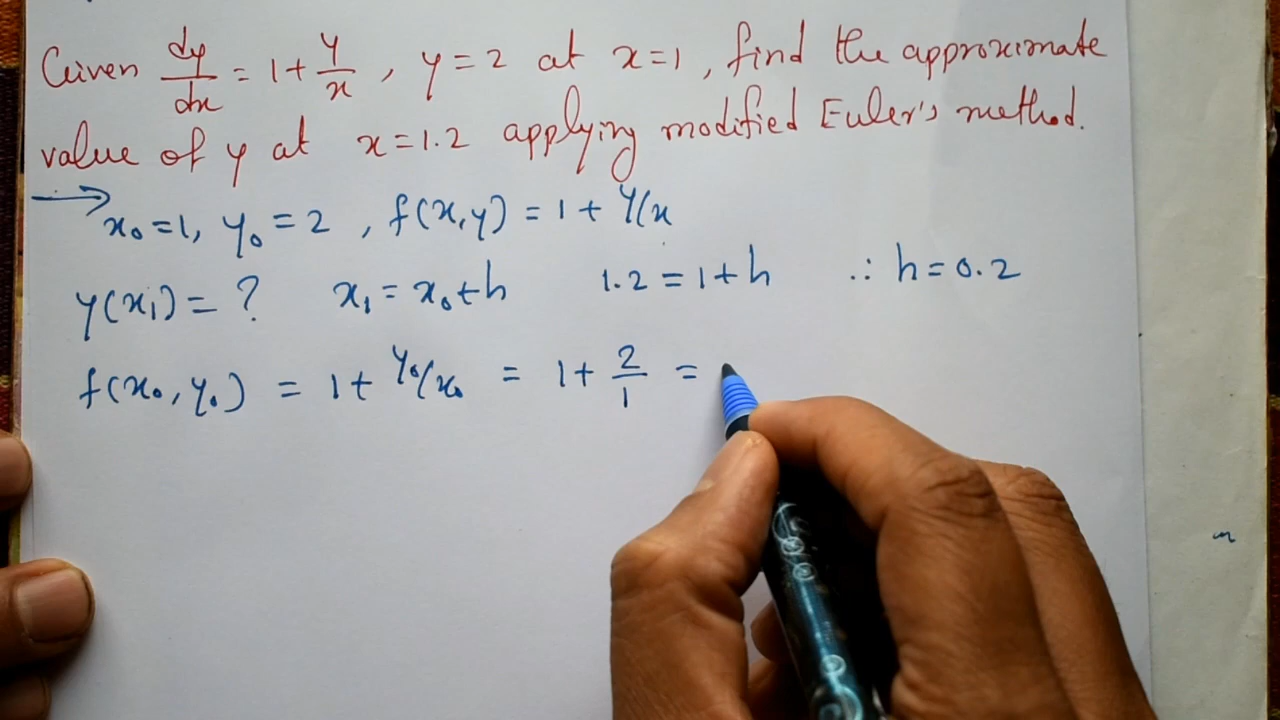 Given dy/dx = 1 + y/x , y = 2 at x = 1 , find the approximate
value of y at x = 1.2 applying modified Euler's method.
→ x₀ = 1, y₀ = 2 , f(x,y) = 1 + y/x
y(x₁) = ? x₁ = x₀ + h 1.2 = 1 + h ∴ h = 0.2
f(x₀, y₀) = 1 + y₀/x₀ = 1 + 2/1 =